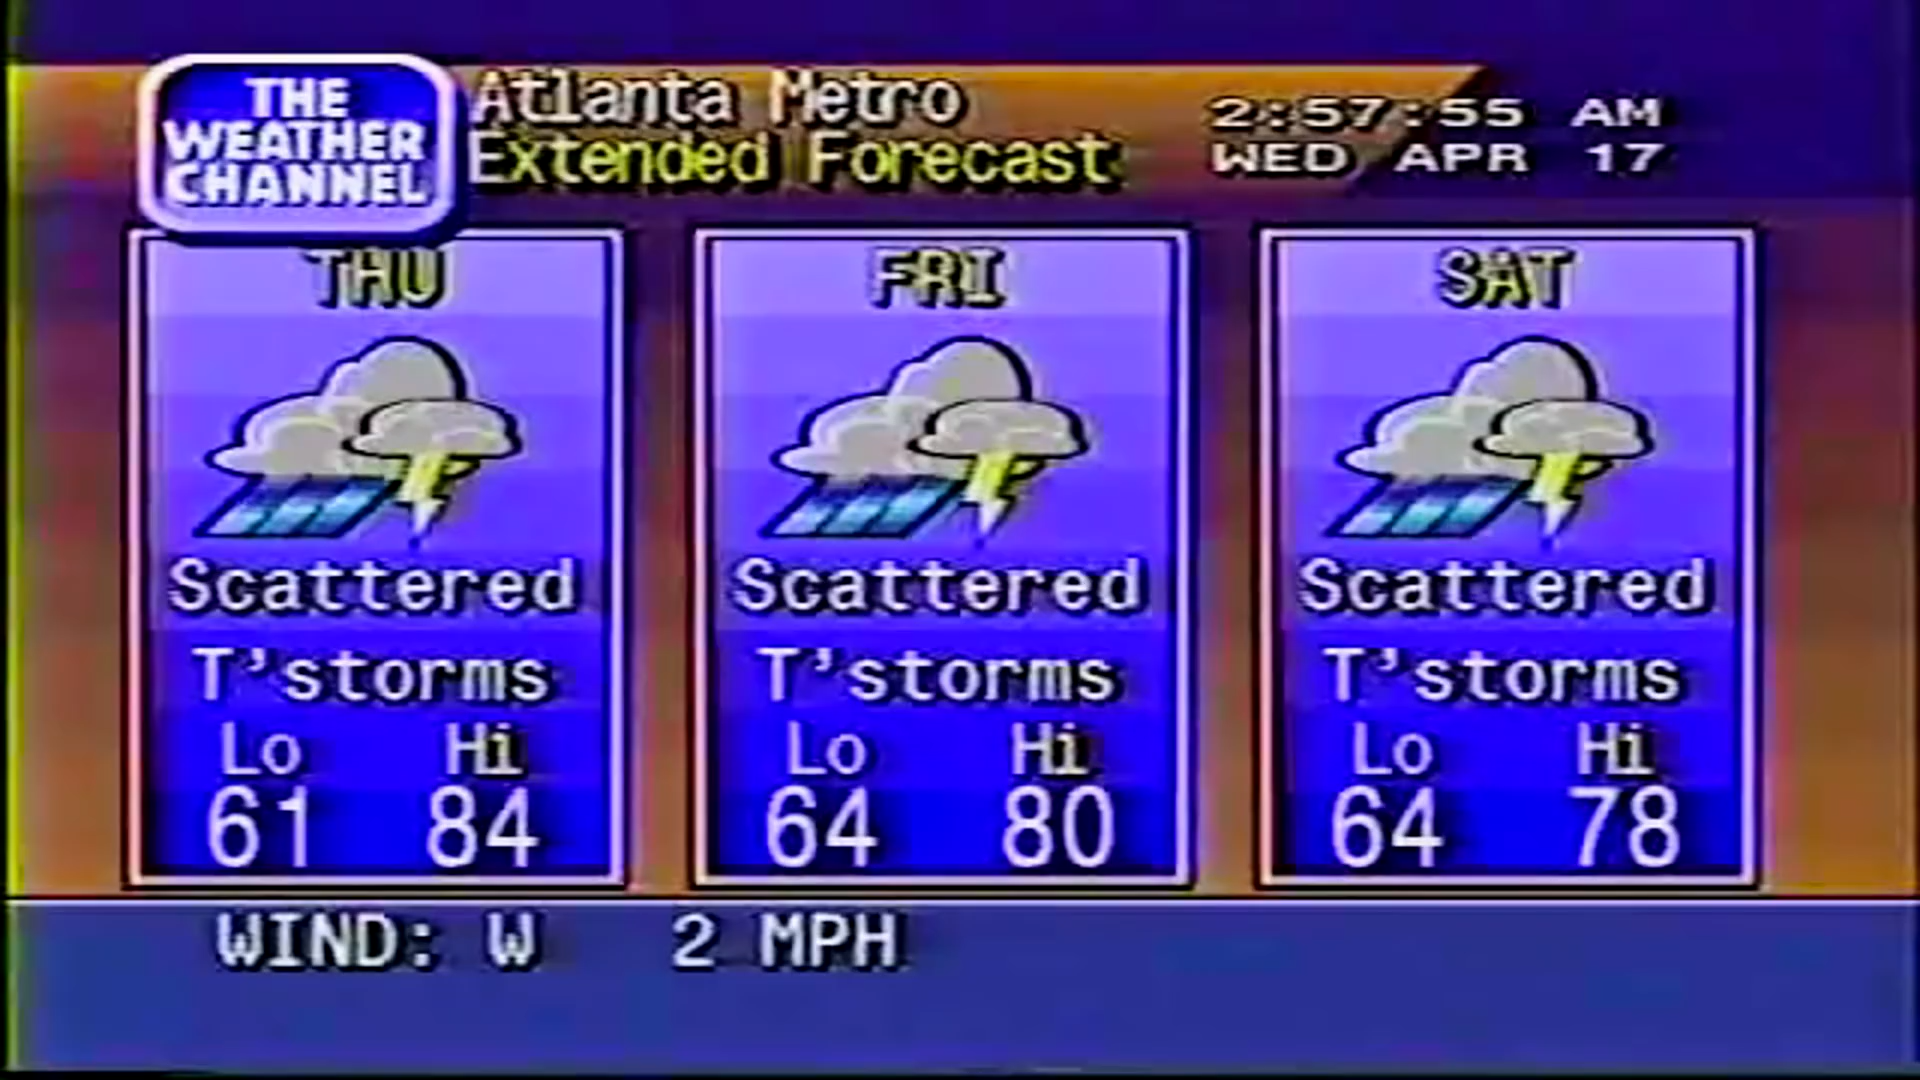 THE
WEATHER
CHANNEL
Atlanta Metro
Extended Forecast
2:57:55 AM
WED APR 17
THU
Scattered
T'storms
Lo Hi
61 84
FRI
Scattered
T'storms
Lo Hi
64 80
SAT
Scattered
T'storms
Lo Hi
64 78
WIND: W 2 MPH